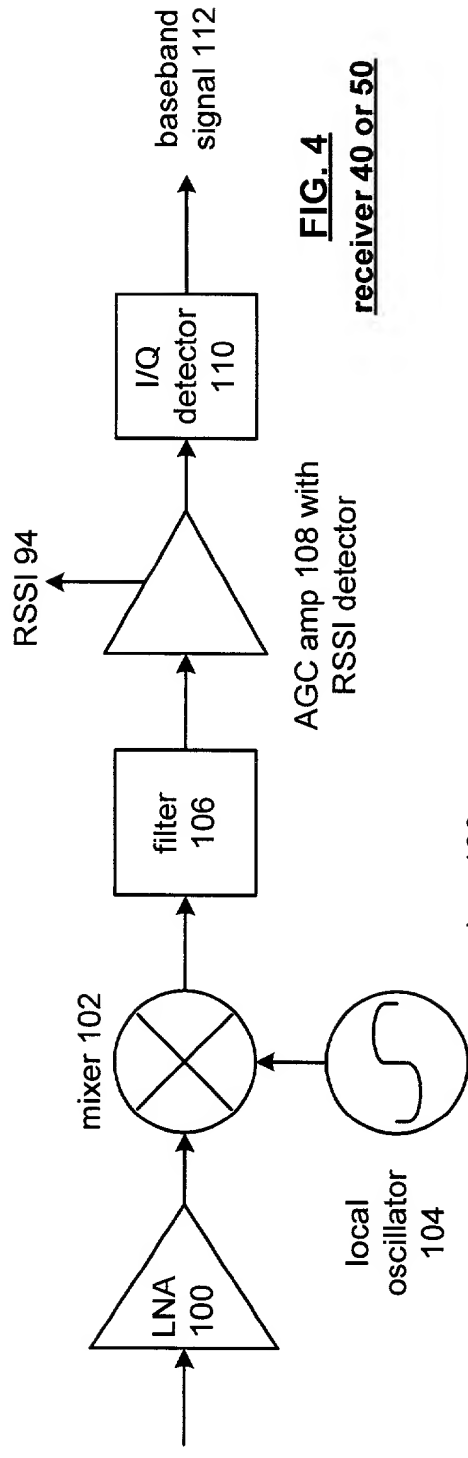 LNA
100
mixer 102
local
oscillator
104
filter
106
RSSI 94
AGC amp 108 with
RSSI detector
I/Q
detector
110
baseband
signal 112
FIG. 4
receiver 40 or 50